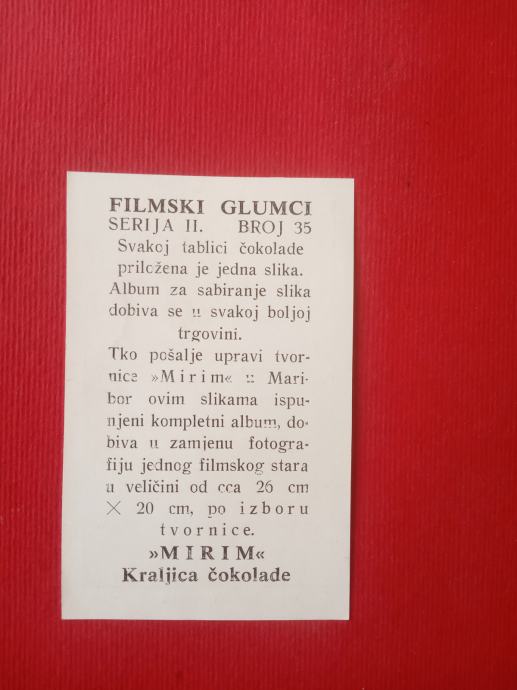 FILMSKI GLUMCI
SERIJA II. BROJ 35
Svakoj tablici čokolade
priložena je jedna slika.
Album za sabiranje slika
dobiva se u svakoj boljoj
trgovini.
Tko pošalje upravi tvor-
nice »Mirim« u Mari-
bor ovim slikama ispu-
njeni kompletni album, do-
biva u zamjenu fotogra-
fiju jednog filmskog stara
u veličini od cca 26 cm
× 20 cm, po izboru
tvornice.
»MIRIM«
Kraljica čokolade